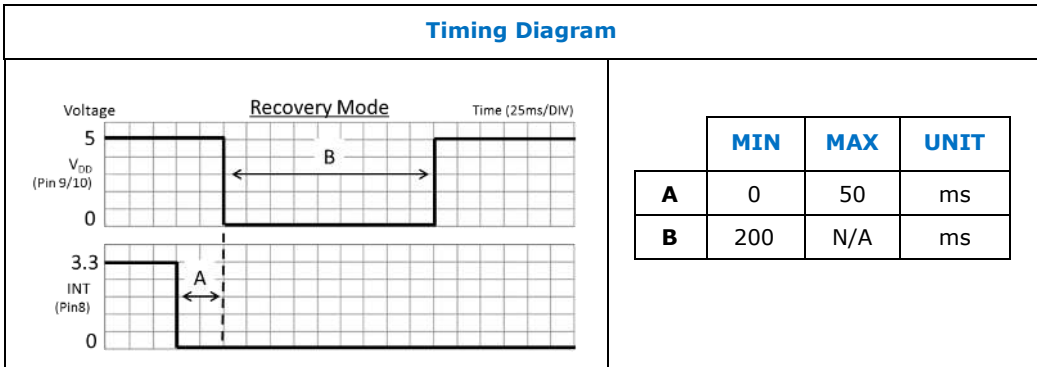 Timing Diagram
Voltage
Recovery Mode
Time (25ms/DIV)
5
V_DD
(Pin 9/10)
0
B
3.3
INT
(Pin8)
0
A
MIN MAX UNIT
A 0 50 ms
B 200 N/A ms